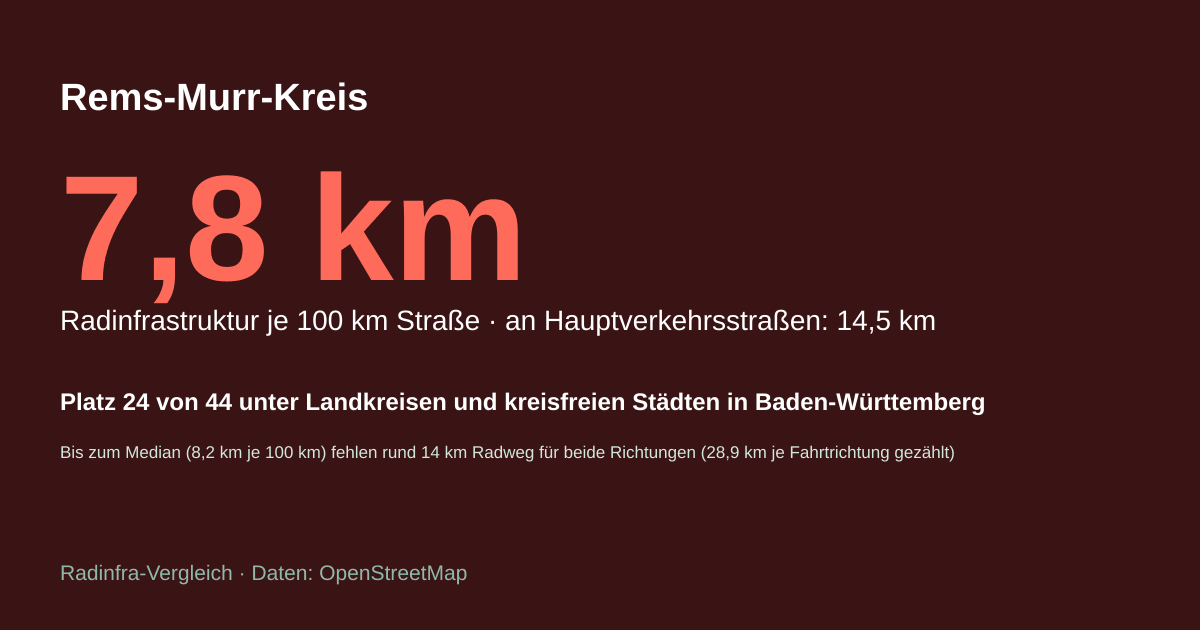 Rems-Murr-Kreis
7,8 km
Radinfrastruktur je 100 km Straße · an Hauptverkehrsstraßen: 14,5 km
Platz 24 von 44 unter Landkreisen und kreisfreien Städten in Baden-Württemberg
Bis zum Median (8,2 km je 100 km) fehlen rund 14 km Radweg für beide Richtungen (28,9 km je Fahrtrichtung gezählt)
Radinfra-Vergleich · Daten: OpenStreetMap